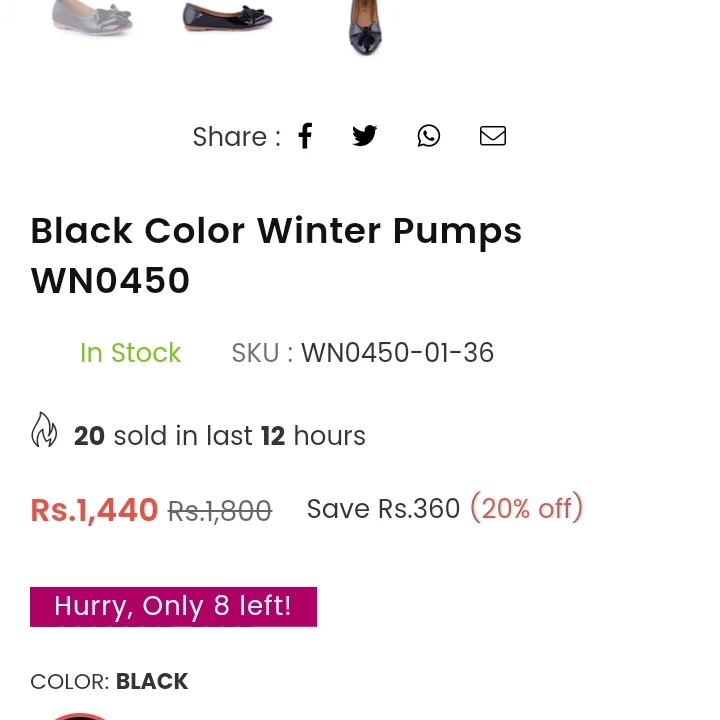 Share :
Black Color Winter Pumps
WN0450
In Stock SKU : WN0450-01-36
20 sold in last 12 hours
Rs.1,440 Rs.1,800 Save Rs.360 (20% off)
Hurry, Only 8 left!
COLOR: BLACK